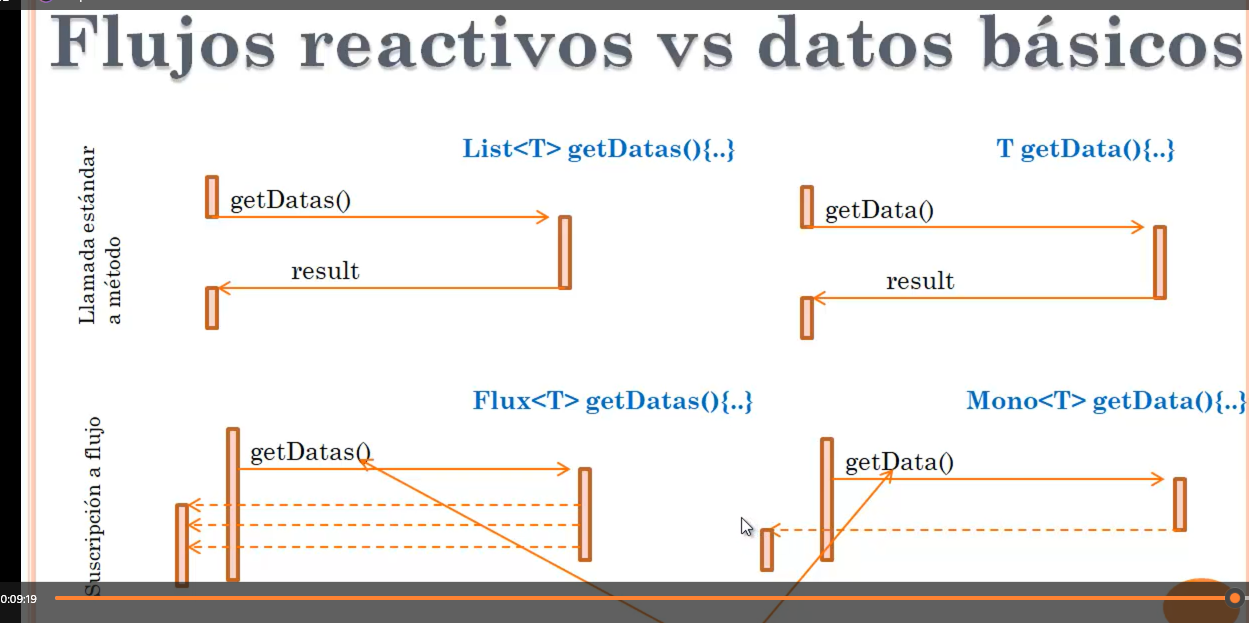 Flujos reactivos vs datos básicos
Llamada estándar
a método
List<T> getDatas(){..}
T getData(){..}
getDatas()
getData()
result
result
Suscripción a flujo
Flux<T> getDatas(){..}
Mono<T> getData(){..}
getDatas()
getData()
0:09:19